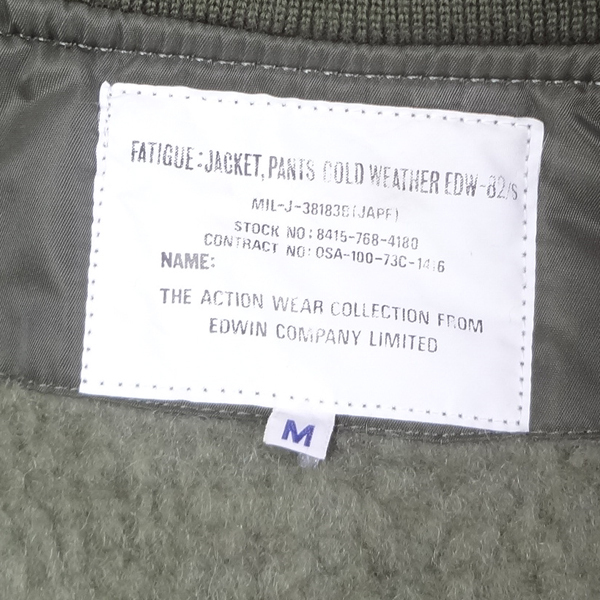 FATIGUE: JACKET, PANTS COLD WEATHER EDW-82/S
MIL-J-38183G (JAPF)
STOCK NO: 8415-768-4180
CONTRACT NO: OSA-100-73C-1416
NAME:
THE ACTION WEAR COLLECTION FROM
EDWIN COMPANY LIMITED
M